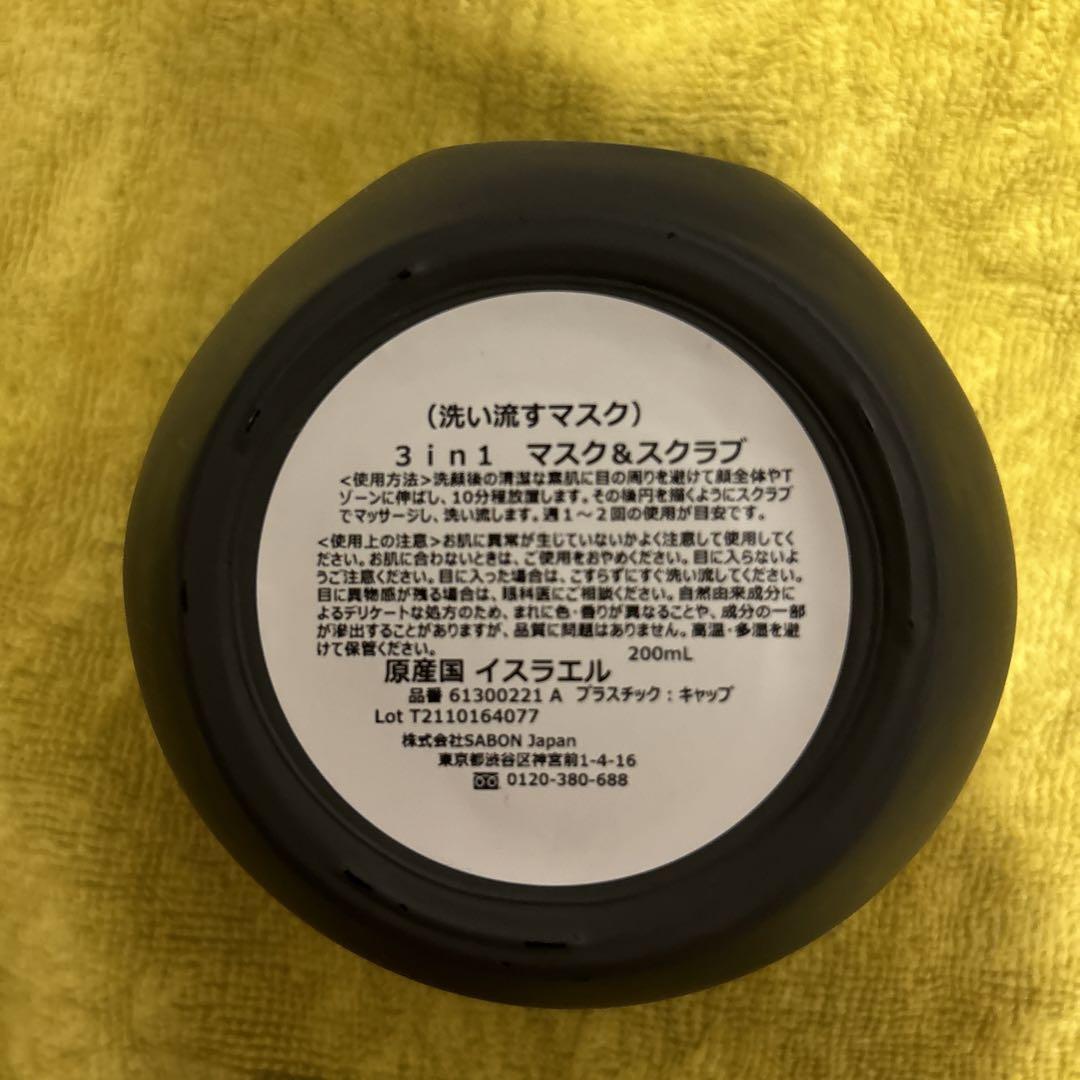 （洗い流すマスク）
３ｉｎ１　マスク＆スクラブ
＜使用方法＞洗顔後の清潔な素肌に目の周りを避けて顔全体やT
ゾーンに伸ばし、10分程放置します。その後円を描くようにスクラブ
でマッサージし、洗い流します。週１～２回の使用が目安です。
＜使用上の注意＞お肌に異常が生じていないかよく注意して使用してく
ださい。お肌に合わないときは、ご使用をおやめください。目に入らないよ
うご注意ください。目に入った場合は、こすらずにすぐ洗い流してください。
目に異物感が残る場合は、眼科医にご相談ください。自然由来成分に
よるデリケートな処方のため、まれに色・香りが異なることや、成分の一部
が滲出することがありますが、品質に問題はありません。高温・多湿を避
けて保管ください。
200mL
原産国 イスラエル
品番 61300221 A プラスチック：キャップ
Lot T2110164077
株式会社SABON Japan
東京都渋谷区神宮前1-4-16
0120-380-688